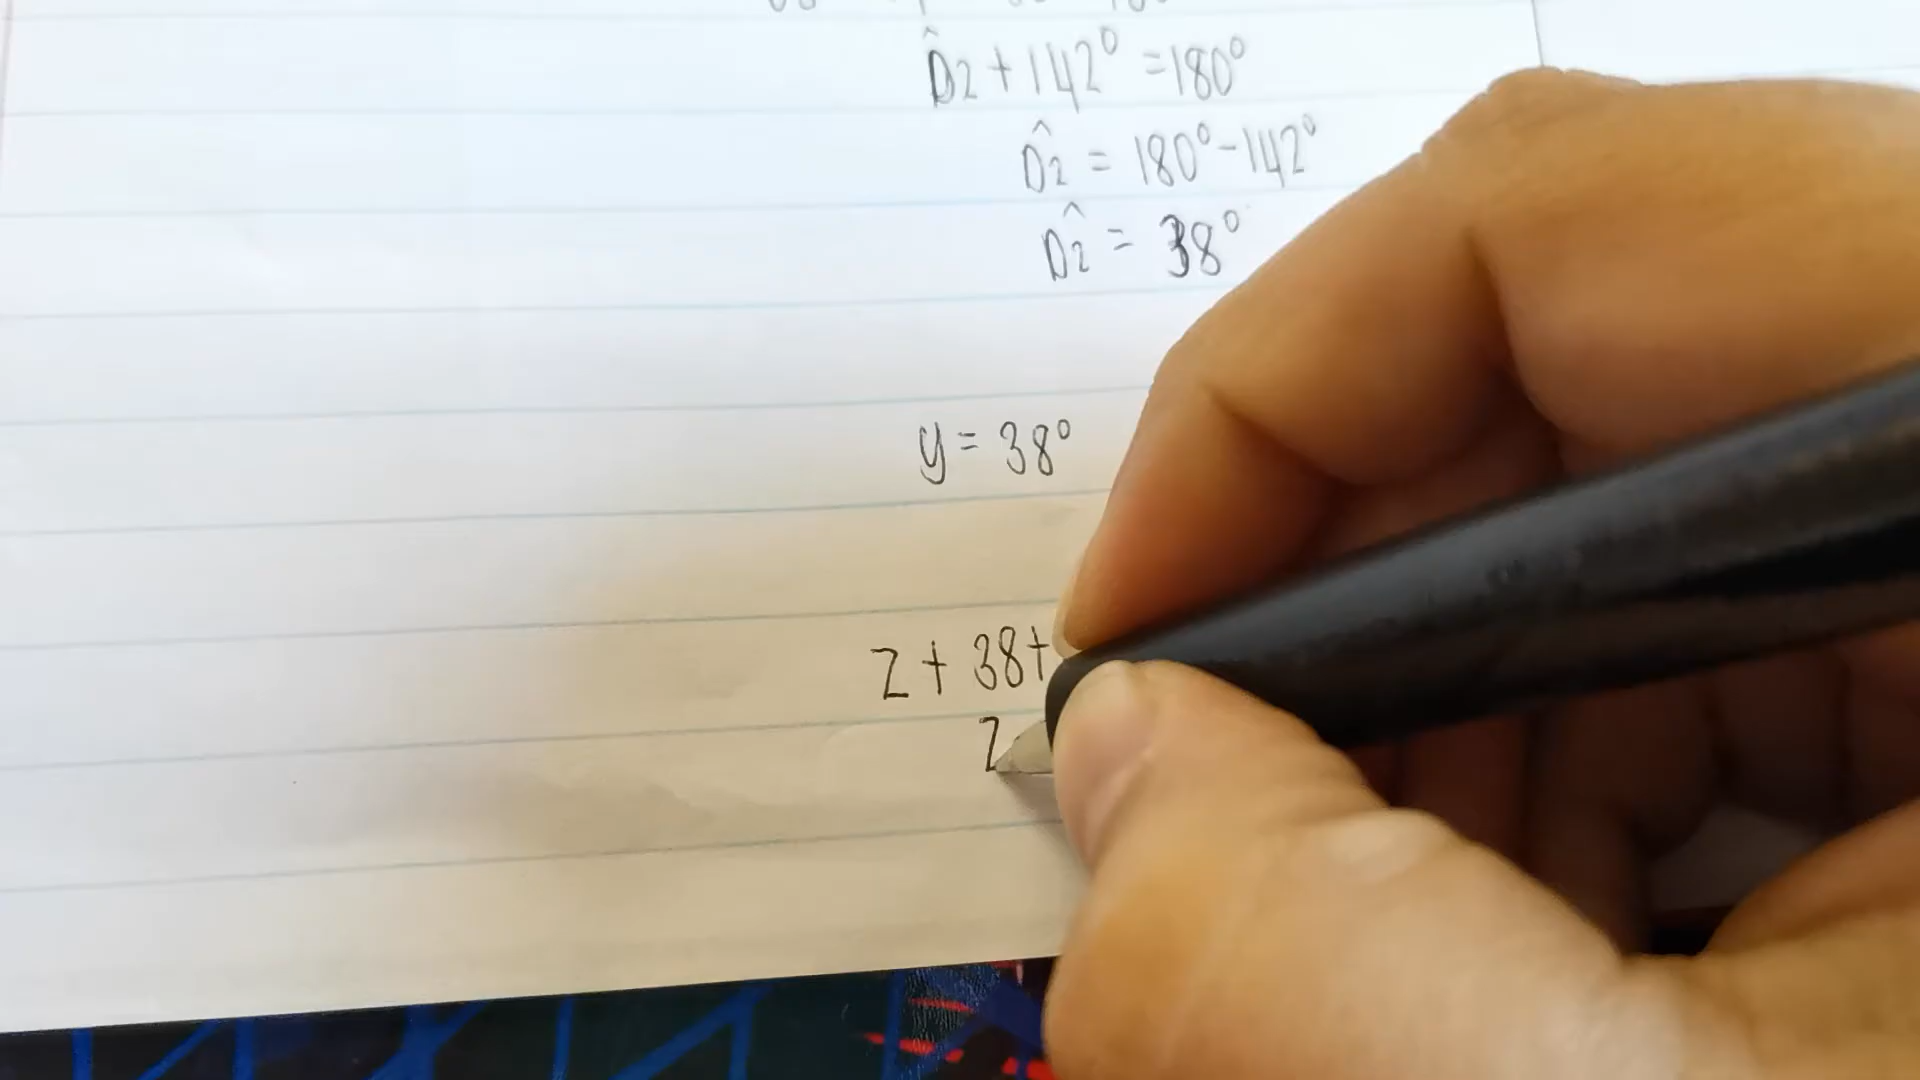 D̂2 + 142° = 180°
D̂2 = 180° - 142°
D̂2 = 38°
y = 38°
z + 38 +
z